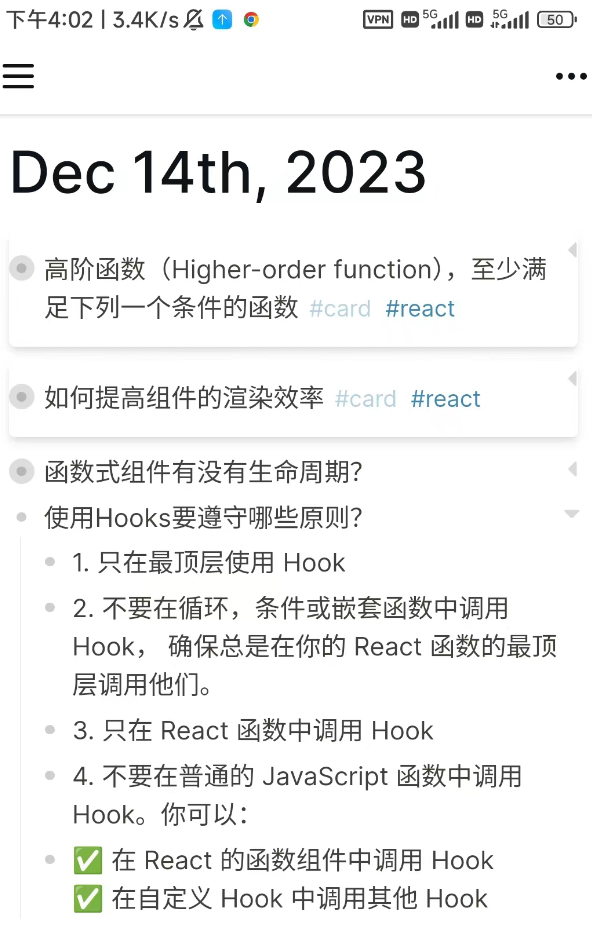 下午4:02 | 3.4K/s
VPN HD 5G HD 5G 50
Dec 14th, 2023
高阶函数（Higher-order function），至少满
足下列一个条件的函数 #card #react
如何提高组件的渲染效率 #card #react
函数式组件有没有生命周期？
使用Hooks要遵守哪些原则？
1. 只在最顶层使用 Hook
2. 不要在循环，条件或嵌套函数中调用
Hook， 确保总是在你的 React 函数的最顶
层调用他们。
3. 只在 React 函数中调用 Hook
4. 不要在普通的 JavaScript 函数中调用
Hook。你可以：
✅ 在 React 的函数组件中调用 Hook
✅ 在自定义 Hook 中调用其他 Hook